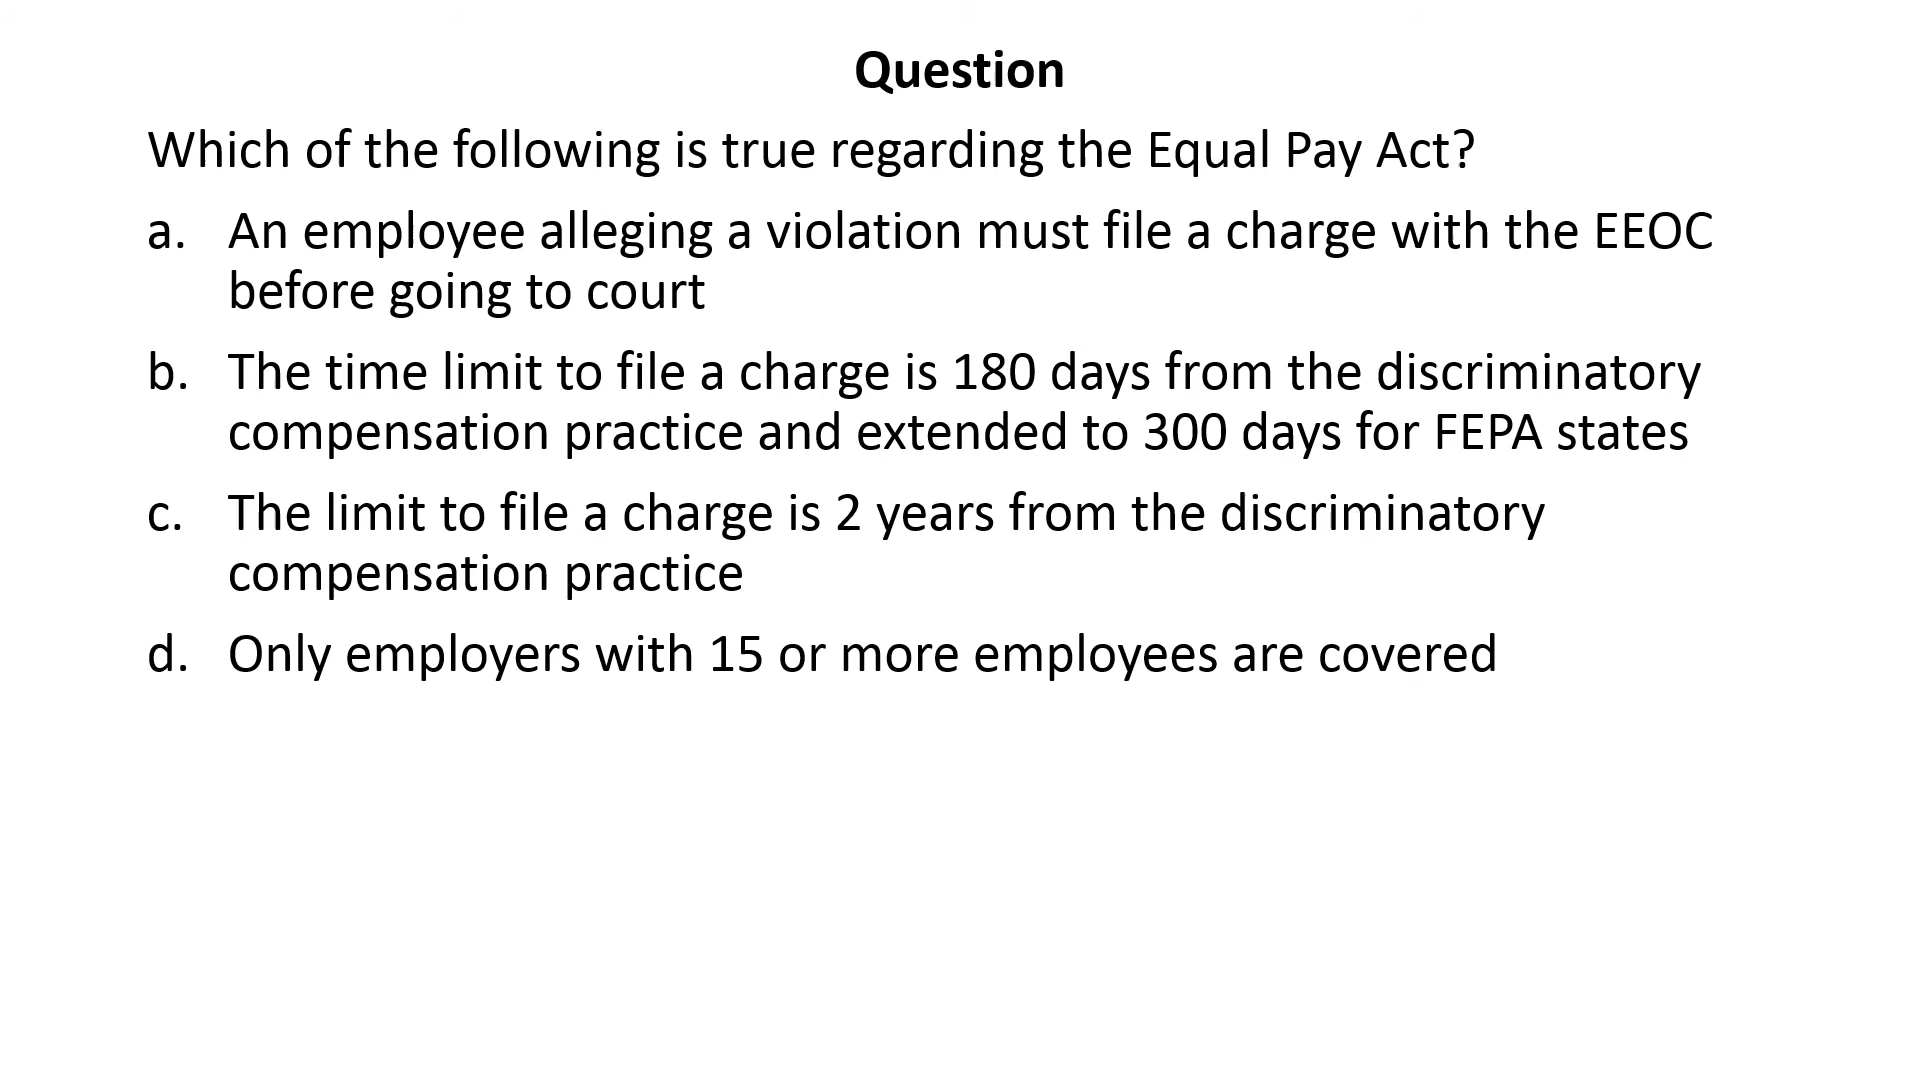 Question
Which of the following is true regarding the Equal Pay Act?
a. An employee alleging a violation must file a charge with the EEOC
before going to court
b. The time limit to file a charge is 180 days from the discriminatory
compensation practice and extended to 300 days for FEPA states
c. The limit to file a charge is 2 years from the discriminatory
compensation practice
d. Only employers with 15 or more employees are covered